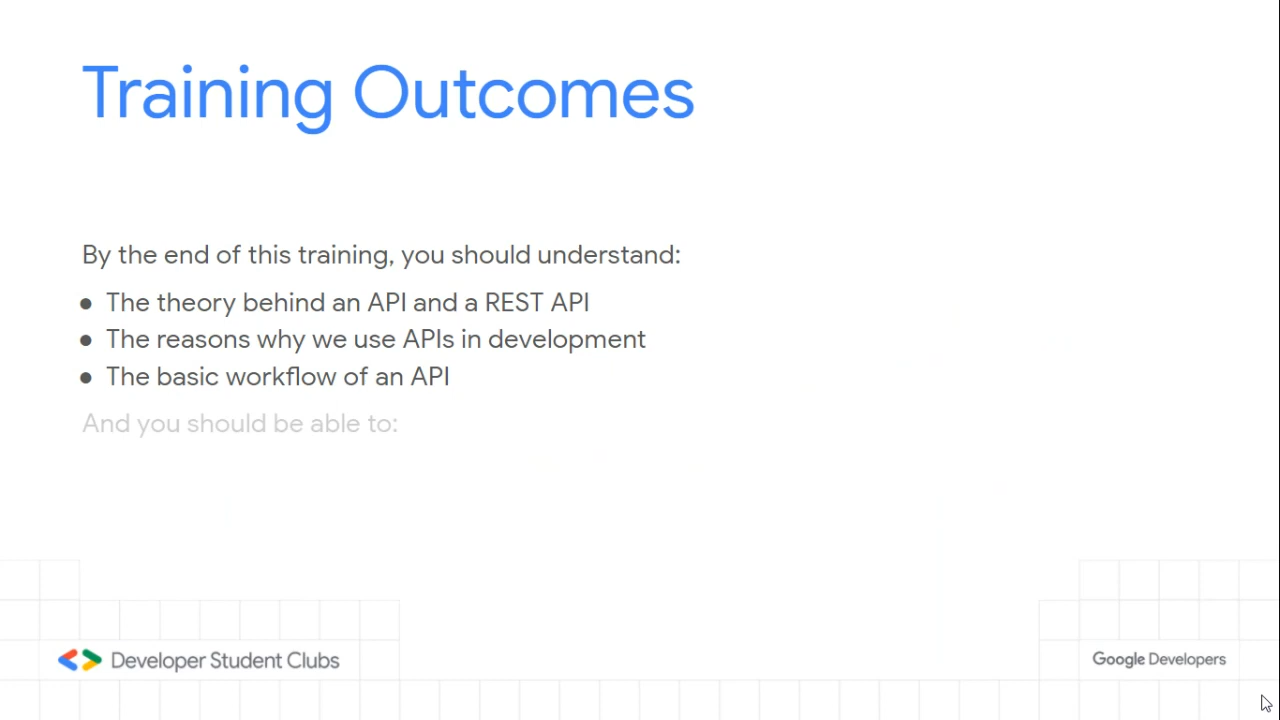 Training Outcomes
By the end of this training, you should understand:
● The theory behind an API and a REST API
● The reasons why we use APIs in development
● The basic workflow of an API
And you should be able to:
Developer Student Clubs
Google Developers